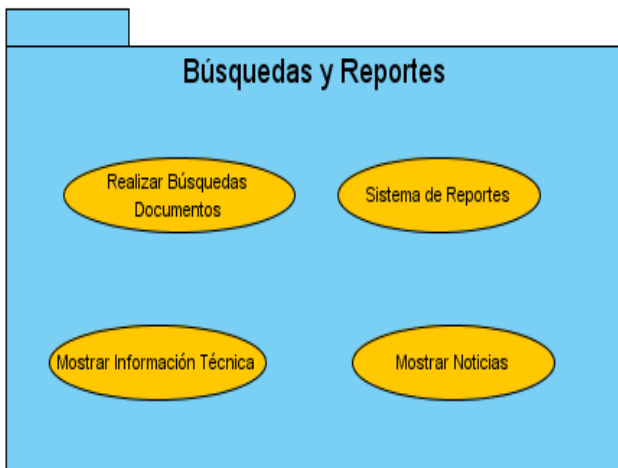 Búsquedas y Reportes
Realizar Búsquedas
Documentos
Sistema de Reportes
Mostrar Información Técnica
Mostrar Noticias